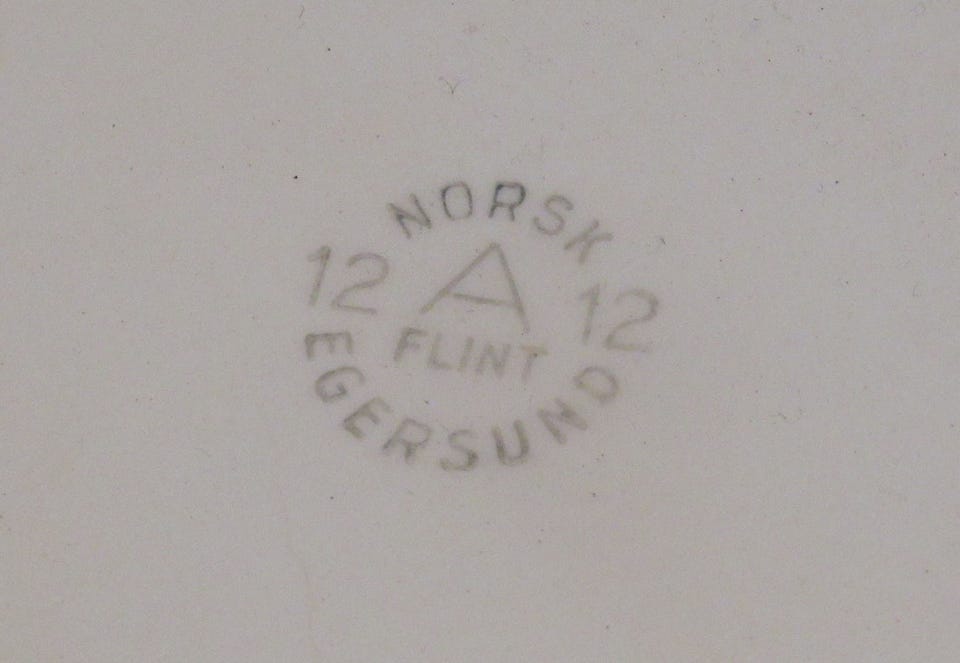 NORSK
12 A 12
FLINT
EGERSUND